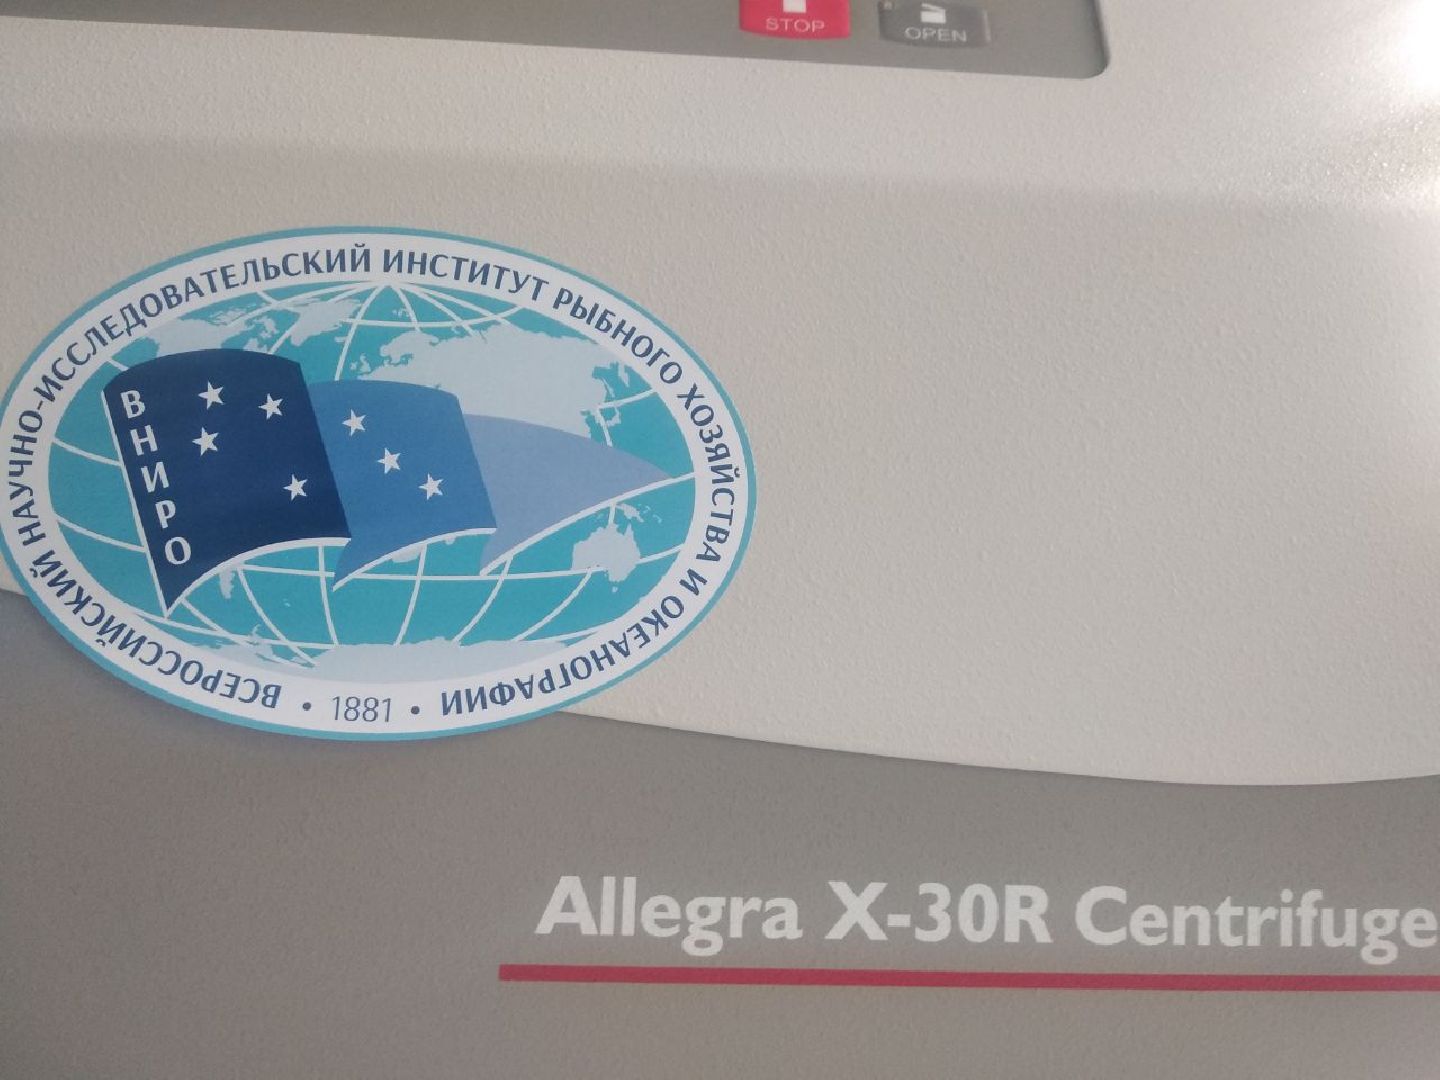 STOP
OPEN
ВСЕРОССИЙСКИЙ НАУЧНО-ИССЛЕДОВАТЕЛЬСКИЙ ИНСТИТУТ РЫБНОГО ХОЗЯЙСТВА И ОКЕАНОГРАФИИ
ВНИРО
• 1881 •
Allegra X-30R Centrifuge